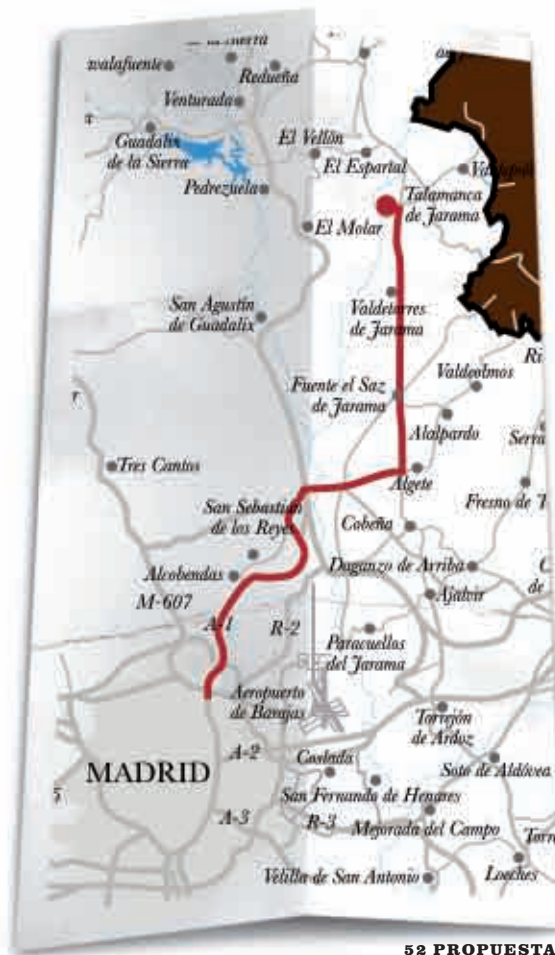 Redueña
Venturada
Guadalix
de la Sierra
El Vellón
El Espartal
Pedrezuela
Talamanca
de Jarama
El Molar
San Agustín
de Guadalix
Valdetorres
de Jarama
Valdeolmos
Fuente el Saz
de Jarama
Alalpardo
Tres Cantos
Algete
San Sebastián
de los Reyes
Fresno de T
Cobeña
Alcobendas
Daganzo de Arriba
M-607
Ajalvir
de
A-1
R-2
Paracuellos
del Jarama
Aeropuerto
de Barajas
Torrejón
de Ardoz
MADRID
A-2
Coslada
Soto de Aldóvea
San Fernando de Henares
A-3
R-3
Mejorada del Campo
Velilla de San Antonio
Loeches
52 PROPUESTA